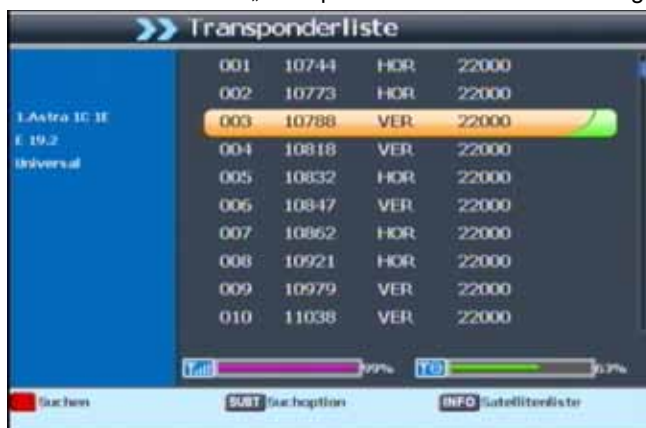 Transponderliste
001 10744 HOR 22000
002 10773 HOR 22000
1.Astra 1C 1E
003 10788 VER 22000
E 19.2
004 10818 VER 22000
Universal
005 10832 HOR 22000
006 10847 VER 22000
007 10862 HOR 22000
008 10921 HOR 22000
009 10979 VER 22000
010 11038 VER 22000
99% 63%
Suchen SUBT Suchoption INFO Satellitenliste